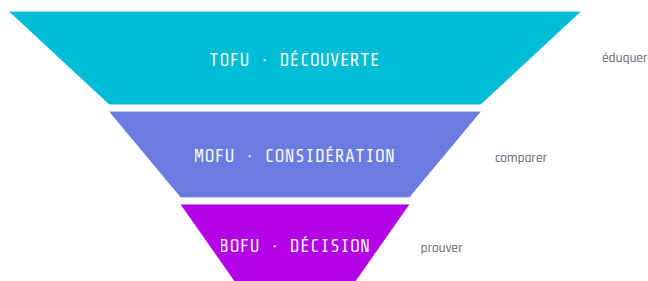 TOFU · DÉCOUVERTE
éduquer
MOFU · CONSIDÉRATION
comparer
BOFU · DÉCISION
prouver